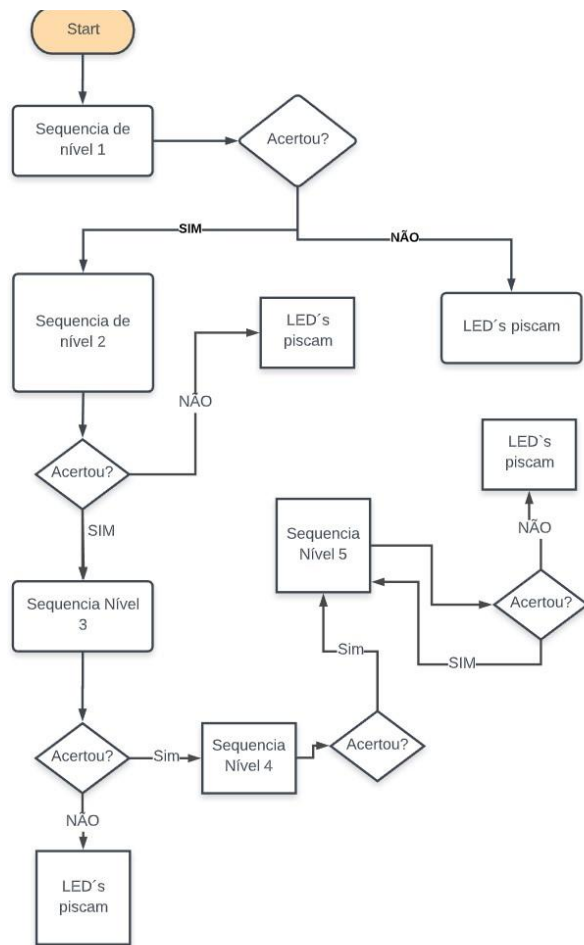 Start
Sequencia de
nível 1
Acertou?
SIM
NÃO
Sequencia de
nível 2
LED´s
piscam
LED´s piscam
NÃO
Acertou?
SIM
LED`s
piscam
NÃO
Sequencia
Nível 5
Acertou?
SIM
Sequencia Nível
3
Sim
Acertou?
Sim
Sequencia
Nível 4
Acertou?
NÃO
LED´s
piscam